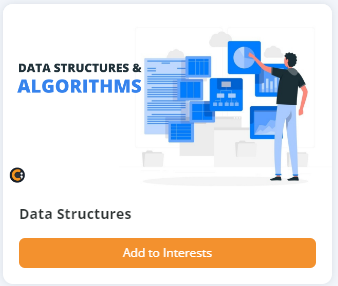 DATA STRUCTURES &
ALGORITHMS
Data Structures
Add to Interests